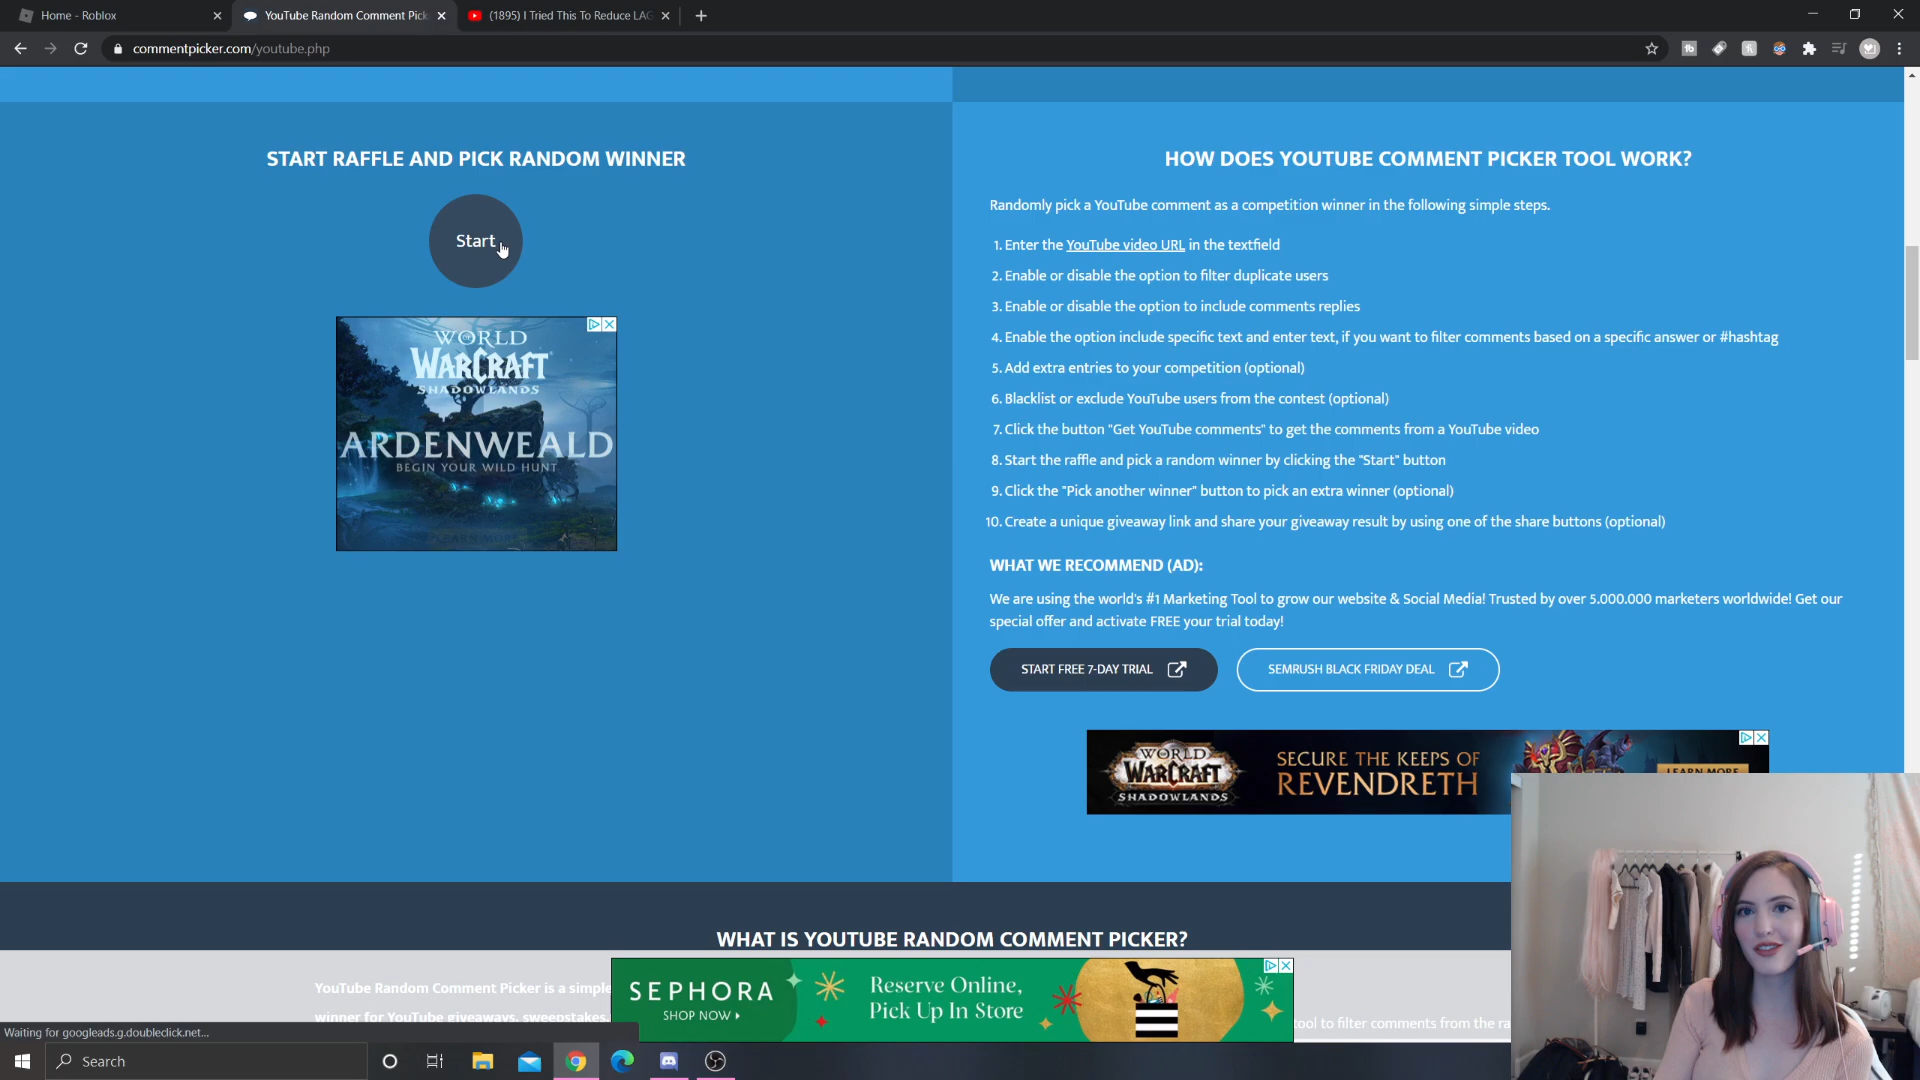 Home - Roblox
YouTube Random Comment Pick
(1895) I Tried This To Reduce LAG
commentpicker.com/youtube.php
START RAFFLE AND PICK RANDOM WINNER
Start
WORLD
WARCRAFT
SHADOWLANDS
ARDENWEALD
BEGIN YOUR WILD HUNT
LEARN MORE
HOW DOES YOUTUBE COMMENT PICKER TOOL WORK?
Randomly pick a YouTube comment as a competition winner in the following simple steps.
1. Enter the YouTube video URL in the textfield
2. Enable or disable the option to filter duplicate users
3. Enable or disable the option to include comments replies
4. Enable the option include specific text and enter text, if you want to filter comments based on a specific answer or #hashtag
5. Add extra entries to your competition (optional)
6. Blacklist or exclude YouTube users from the contest (optional)
7. Click the button "Get YouTube comments" to get the comments from a YouTube video
8. Start the raffle and pick a random winner by clicking the "Start" button
9. Click the "Pick another winner" button to pick an extra winner (optional)
10. Create a unique giveaway link and share your giveaway result by using one of the share buttons (optional)
WHAT WE RECOMMEND (AD):
We are using the world's #1 Marketing Tool to grow our website & Social Media! Trusted by over 5.000.000 marketers worldwide! Get our
special offer and activate FREE your trial today!
START FREE 7-DAY TRIAL
SEMRUSH BLACK FRIDAY DEAL
WORLD
WARCRAFT
SHADOWLANDS
SECURE THE KEEPS OF
REVENDRETH
LEARN MORE
WHAT IS YOUTUBE RANDOM COMMENT PICKER?
YouTube Random Comment Picker is a simple
winner for YouTube giveaways, sweepstakes,
tool to filter comments from the ra
SEPHORA
SHOP NOW
Reserve Online,
Pick Up In Store
Waiting for googleads.g.doubleclick.net...
Search